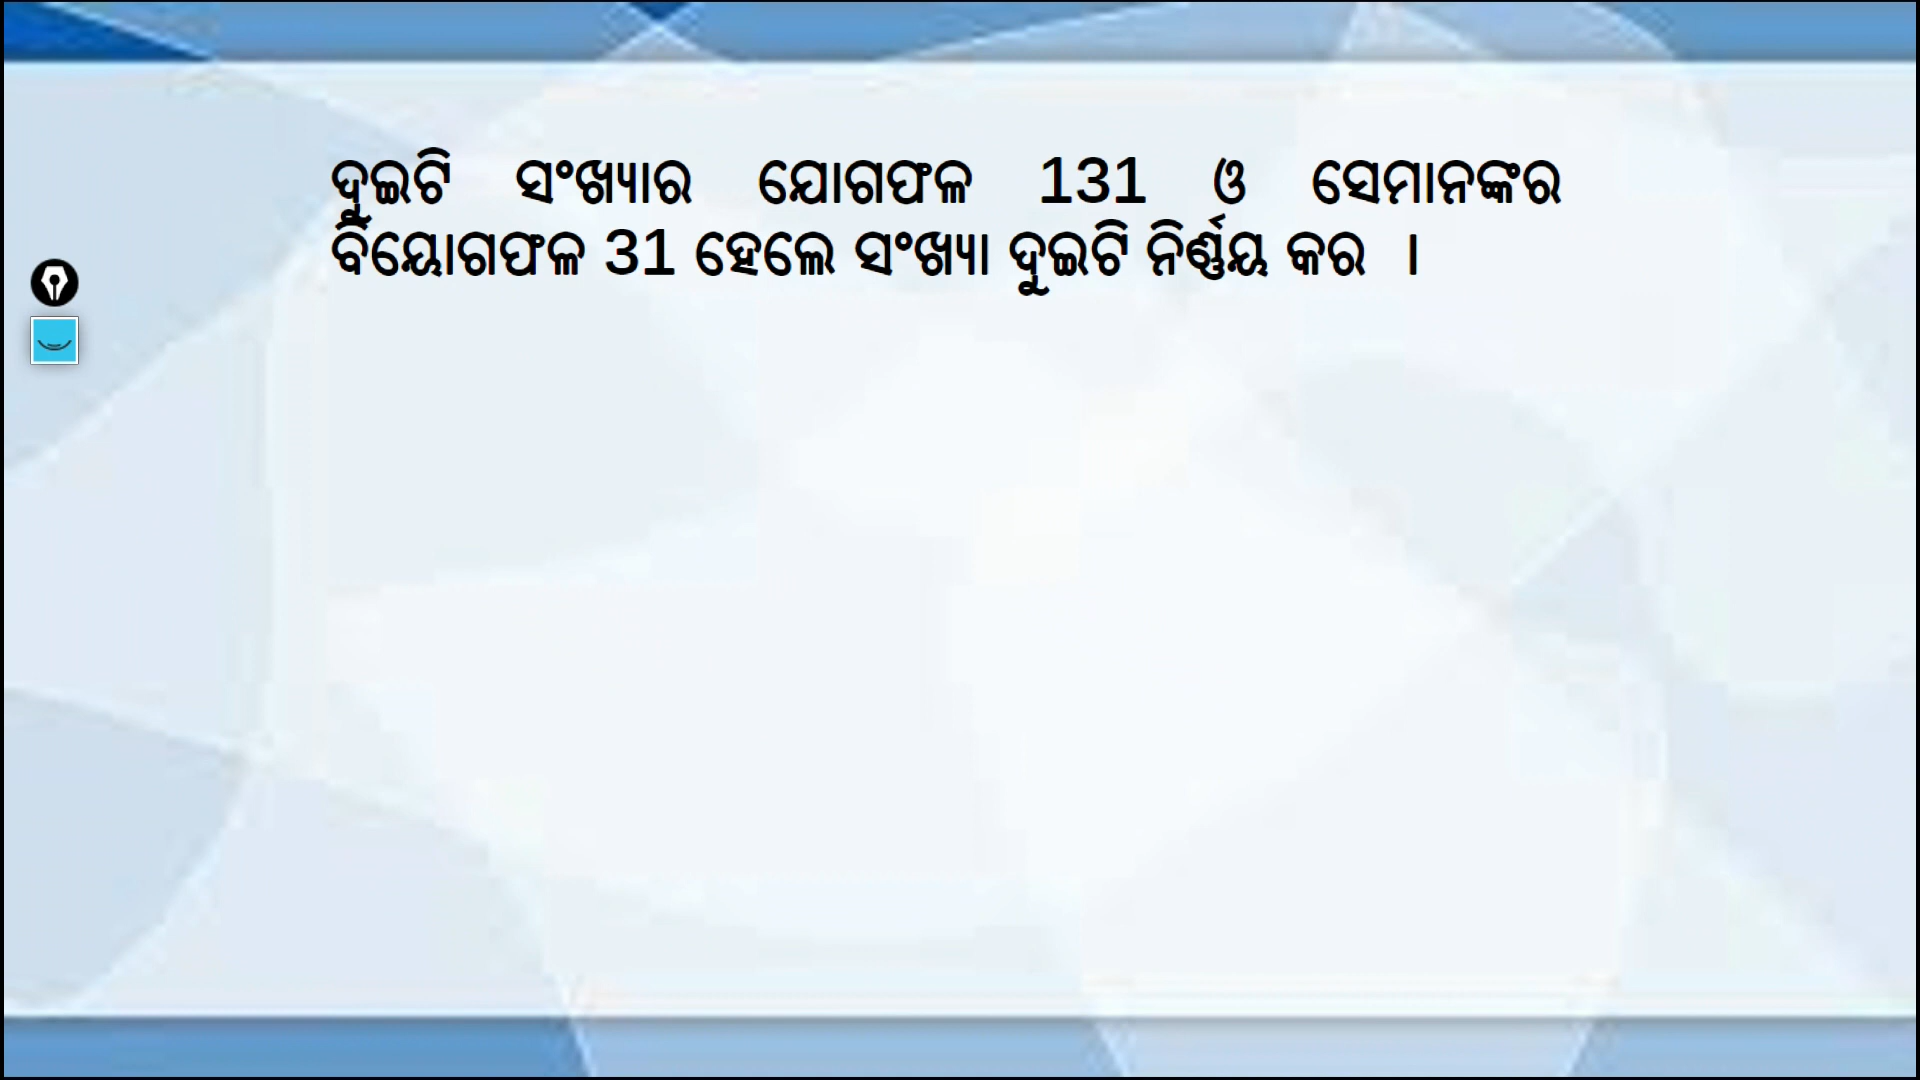 ଦୁଇଟି ସଂଖ୍ୟାର ଯୋଗଫଳ 131 ଓ ସେମାନଙ୍କର
ବିୟୋଗଫଳ 31 ହେଲେ ସଂଖ୍ୟା ଦୁଇଟି ନିର୍ଣ୍ଣୟ କର ।